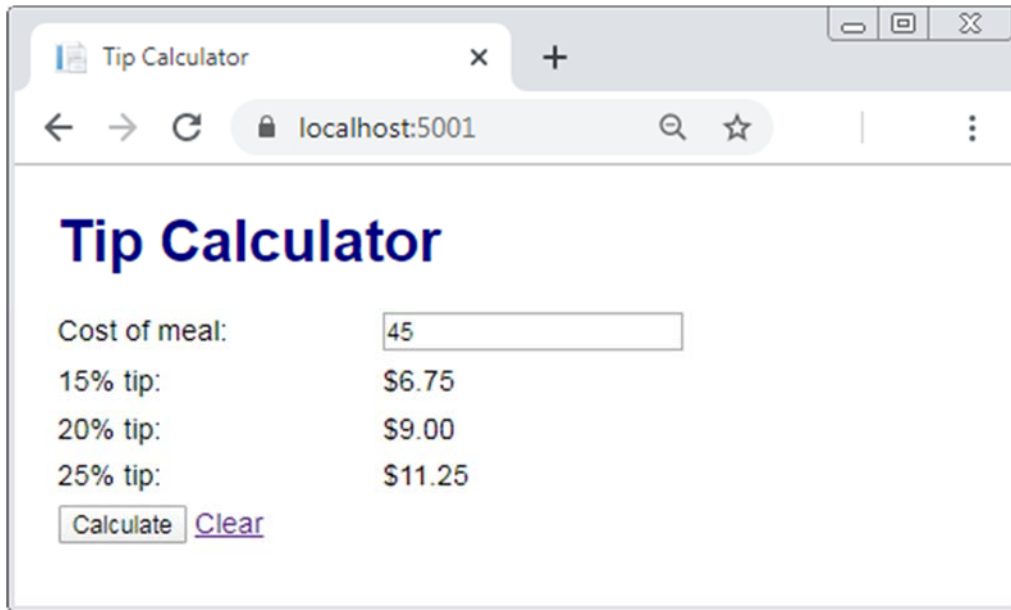 Tip Calculator
localhost:5001
Tip Calculator
Cost of meal: 45
15% tip: $6.75
20% tip: $9.00
25% tip: $11.25
Calculate Clear